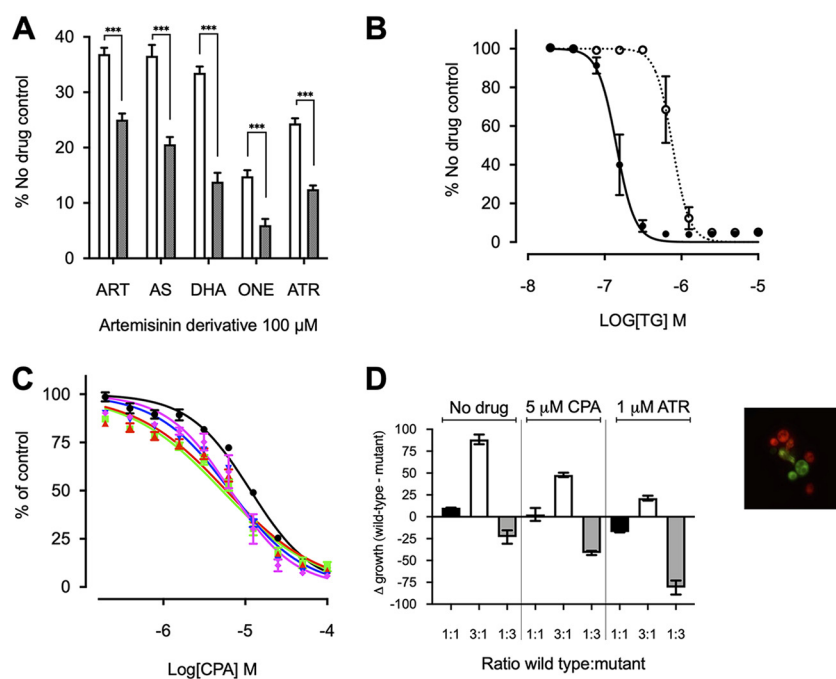 A
*** *** *** *** ***
% No drug control
40
30
20
10
0
ART AS DHA ONE ATR
Artemisinin derivative 100 μM
B
% No drug control
100
80
60
40
20
0
-8 -7 -6 -5
LOG[TG] M
C
% of control
100
75
50
25
0
-6 -5 -4
Log[CPA] M
D
No drug 5 μM CPA 1 μM ATR
Δ growth (wild-type - mutant)
100
75
50
25
0
-25
-50
-75
-100
1:1 3:1 1:3 1:1 3:1 1:3 1:1 3:1 1:3
Ratio wild type:mutant